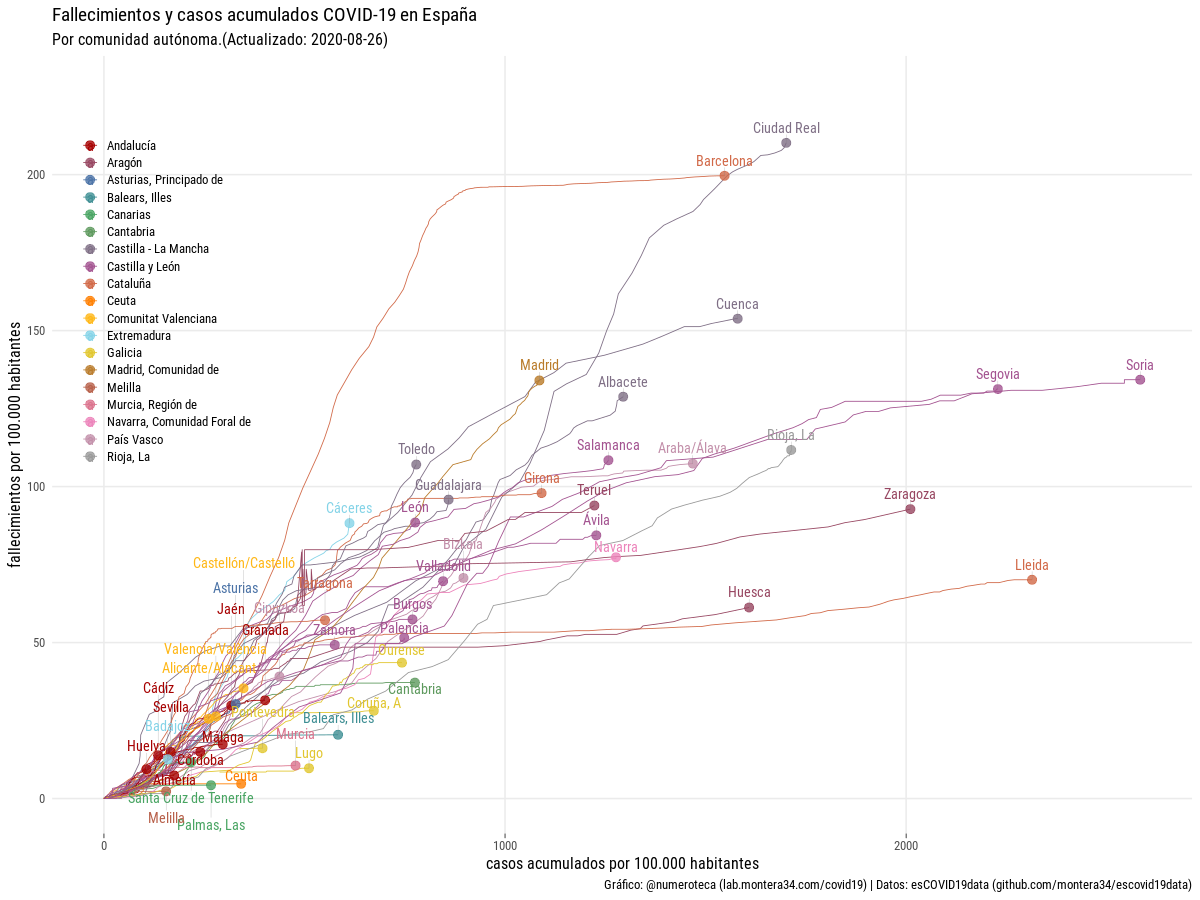 Fallecimientos y casos acumulados COVID-19 en España
Por comunidad autónoma.(Actualizado: 2020-08-26)
fallecimientos por 100.000 habitantes
200
150
100
50
0
Andalucía
Aragón
Asturias, Principado de
Balears, Illes
Canarias
Cantabria
Castilla - La Mancha
Castilla y León
Cataluña
Ceuta
Comunitat Valenciana
Extremadura
Galicia
Madrid, Comunidad de
Melilla
Murcia, Región de
Navarra, Comunidad Foral de
País Vasco
Rioja, La
Ciudad Real
Barcelona
Cuenca
Madrid
Soria
Segovia
Albacete
Rioja, La
Toledo
Salamanca
Araba/Álava
Girona
Guadalajara
Teruel
Zaragoza
Cáceres
León
Ávila
Bizkaia
Navarra
Castellón/Castelló
Valladolid
Lleida
Asturias
Tarragona
Huesca
Jaén
Gipuzkoa
Burgos
Granada
Zamora
Palencia
Valencia/València
Ourense
Alicante/Alacant
Cádiz
Cantabria
Sevilla
Pontevedra
Coruña, A
Badajoz
Balears, Illes
Huelva
Málaga
Murcia
Córdoba
Lugo
Almería
Ceuta
Santa Cruz de Tenerife
Melilla
Palmas, Las
0
1000
2000
casos acumulados por 100.000 habitantes
Gráfico: @numeroteca (lab.montera34.com/covid19) | Datos: esCOVID19data (github.com/montera34/escovid19data)